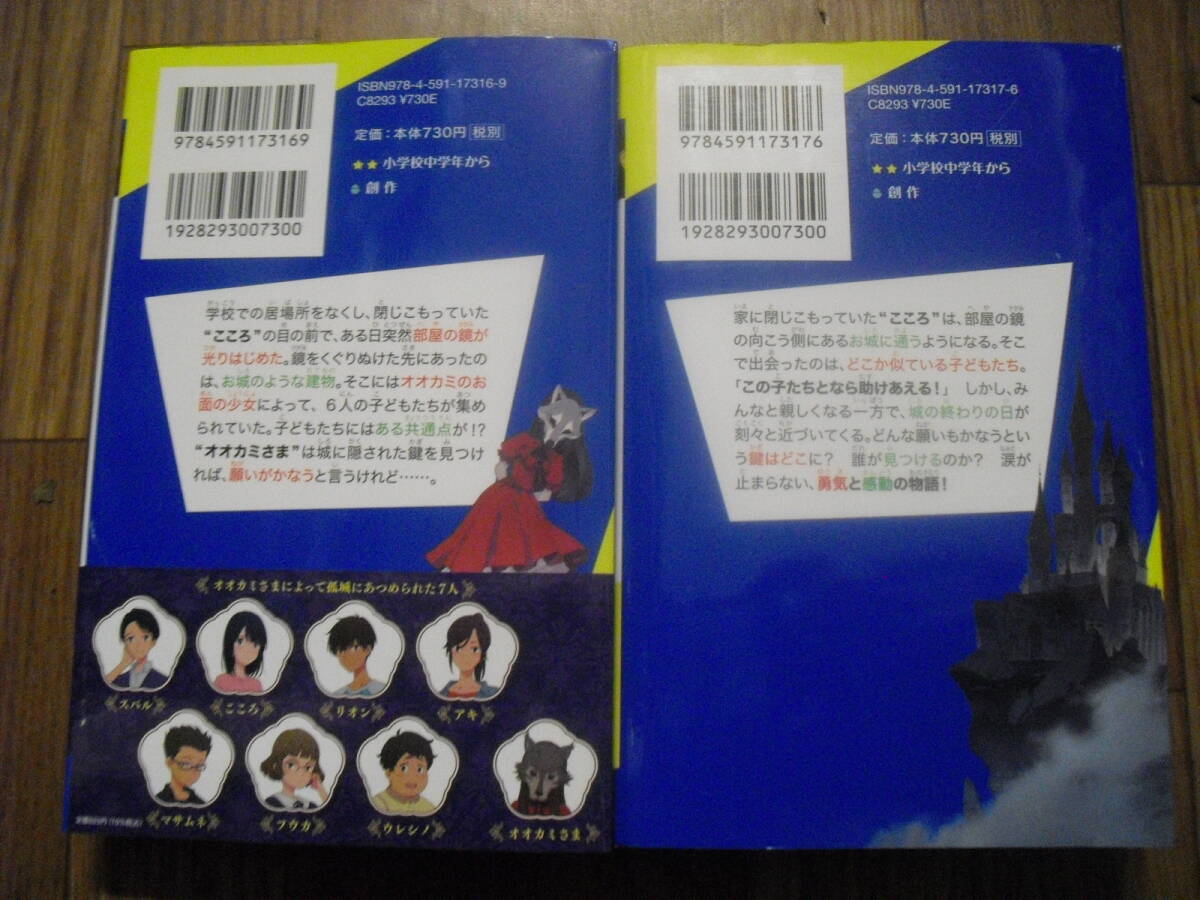 ISBN978-4-591-17316-9
C8293 ¥730E
9784591173169
定価：本体730円 税別
★★小学校中学年から
創作
1928293007300
学校での居場所をなくし、閉じこもっていた
“こころ”の目の前で、ある日突然部屋の鏡が
光りはじめた。鏡をくぐりぬけた先にあったの
は、お城のような建物。そこにはオオカミのお
面の少女によって、6人の子どもたちが集め
られていた。子どもたちにはある共通点が!?
“オオカミさま”は城に隠された鍵を見つけ
れば、願いがかなうと言うけれど……。
オオカミさまによって孤城にあつめられた7人
スバル
こころ
リオン
アキ
マサムネ
フウカ
ウレシノ
オオカミさま
ISBN978-4-591-17317-6
C8293 ¥730E
9784591173176
定価：本体730円 税別
★★小学校中学年から
創作
1928293007300
家に閉じこもっていた“こころ”は、部屋の鏡
の向こう側にあるお城に通うようになる。そこ
で出会ったのは、どこか似ている子どもたち。
「この子たちとなら助けあえる！」 しかし、み
んなと親しくなる一方で、城の終わりの日が
刻々と近づいてくる。どんな願いもかなうとい
う鍵はどこに？ 誰が見つけるのか？ 涙が
止まらない、勇気と感動の物語！